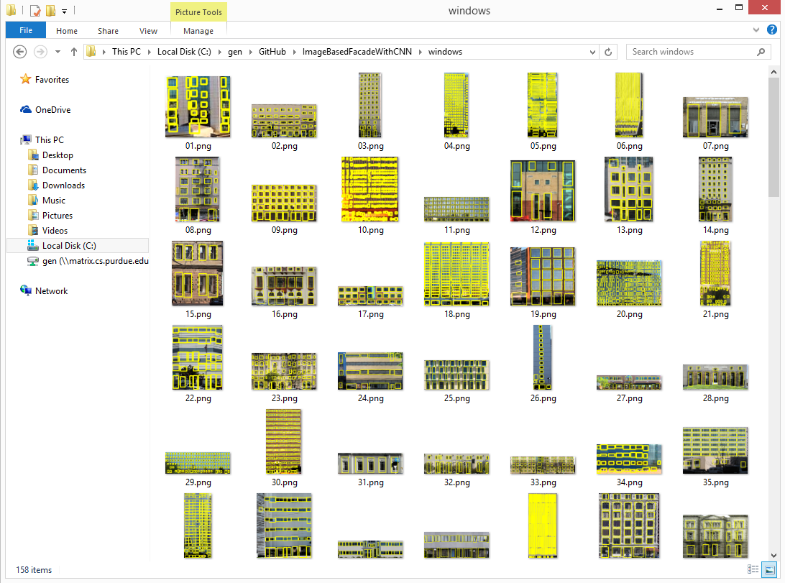 Picture Tools
windows
File Home Share View Manage
This PC Local Disk (C:) gen GitHub ImageBasedFacadeWithCNN windows
Search windows
Favorites
OneDrive
This PC
Desktop
Documents
Downloads
Music
Pictures
Videos
Local Disk (C:)
gen (\\matrix.cs.purdue.edu
Network
01.png 02.png 03.png 04.png 05.png 06.png 07.png
08.png 09.png 10.png 11.png 12.png 13.png 14.png
15.png 16.png 17.png 18.png 19.png 20.png 21.png
22.png 23.png 24.png 25.png 26.png 27.png 28.png
29.png 30.png 31.png 32.png 33.png 34.png 35.png
158 items